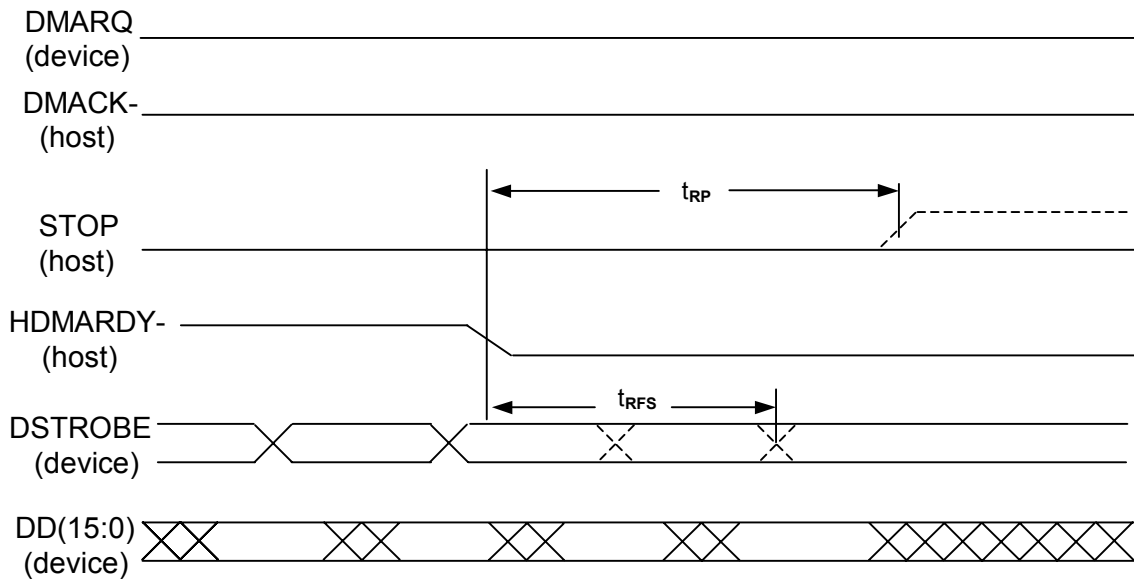 DMARQ
(device)
DMACK-
(host)
tRP
STOP
(host)
HDMARDY-
(host)
tRFS
DSTROBE
(device)
DD(15:0)
(device)